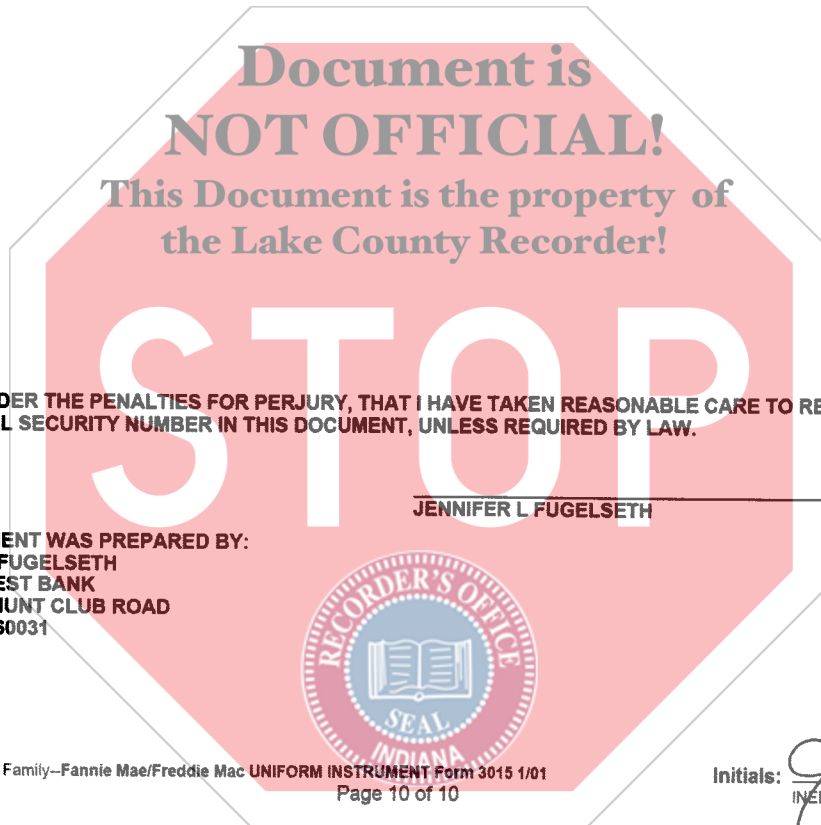 Document is
NOT OFFICIAL!
This Document is the property of
the Lake County Recorder!
STOP
DER THE PENALTIES FOR PERJURY, THAT I HAVE TAKEN REASONABLE CARE TO RE
L SECURITY NUMBER IN THIS DOCUMENT, UNLESS REQUIRED BY LAW.
JENNIFER L FUGELSETH
ENT WAS PREPARED BY:
FUGELSETH
EST BANK
HUNT CLUB ROAD
60031
RECORDER'S OFFICE
SEAL
INDIANA
Family--Fannie Mae/Freddie Mac UNIFORM INSTRUMENT Form 3015 1/01
Page 10 of 10
Initials: